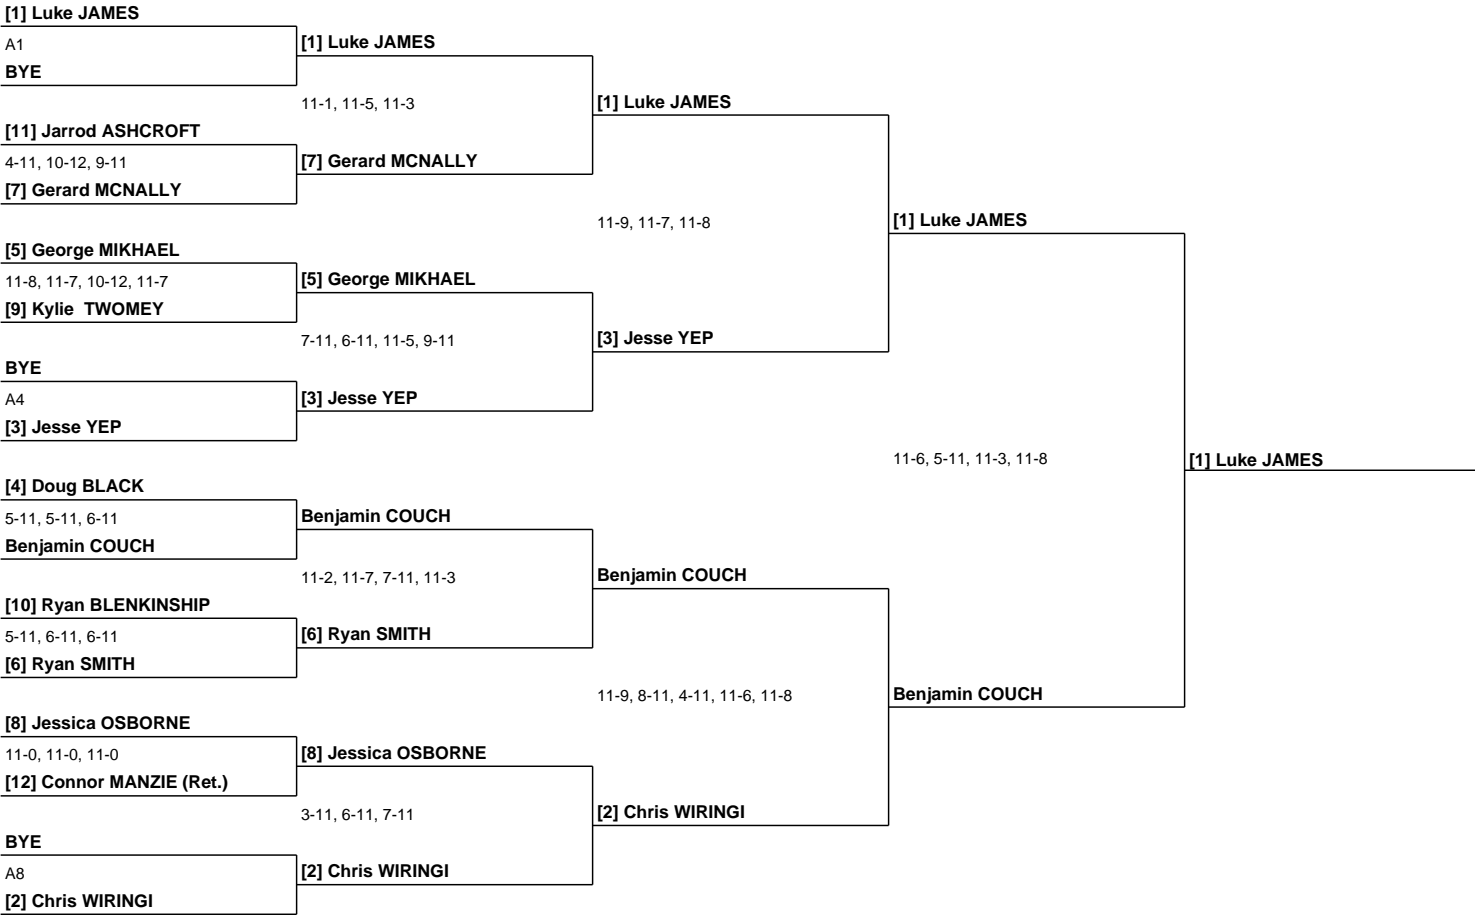 [1] Luke JAMES
A1
BYE
[11] Jarrod ASHCROFT
4-11, 10-12, 9-11
[7] Gerard MCNALLY
[5] George MIKHAEL
11-8, 11-7, 10-12, 11-7
[9] Kylie  TWOMEY
BYE
A4
[3] Jesse YEP
[4] Doug BLACK
5-11, 5-11, 6-11
Benjamin COUCH
[10] Ryan BLENKINSHIP
5-11, 6-11, 6-11
[6] Ryan SMITH
[8] Jessica OSBORNE
11-0, 11-0, 11-0
[12] Connor MANZIE (Ret.)
BYE
A8
[2] Chris WIRINGI
[1] Luke JAMES
11-1, 11-5, 11-3
[7] Gerard MCNALLY
[5] George MIKHAEL
7-11, 6-11, 11-5, 9-11
[3] Jesse YEP
Benjamin COUCH
11-2, 11-7, 7-11, 11-3
[6] Ryan SMITH
[8] Jessica OSBORNE
3-11, 6-11, 7-11
[2] Chris WIRINGI
[1] Luke JAMES
11-9, 11-7, 11-8
[3] Jesse YEP
Benjamin COUCH
11-9, 8-11, 4-11, 11-6, 11-8
[2] Chris WIRINGI
[1] Luke JAMES
11-6, 5-11, 11-3, 11-8
Benjamin COUCH
[1] Luke JAMES